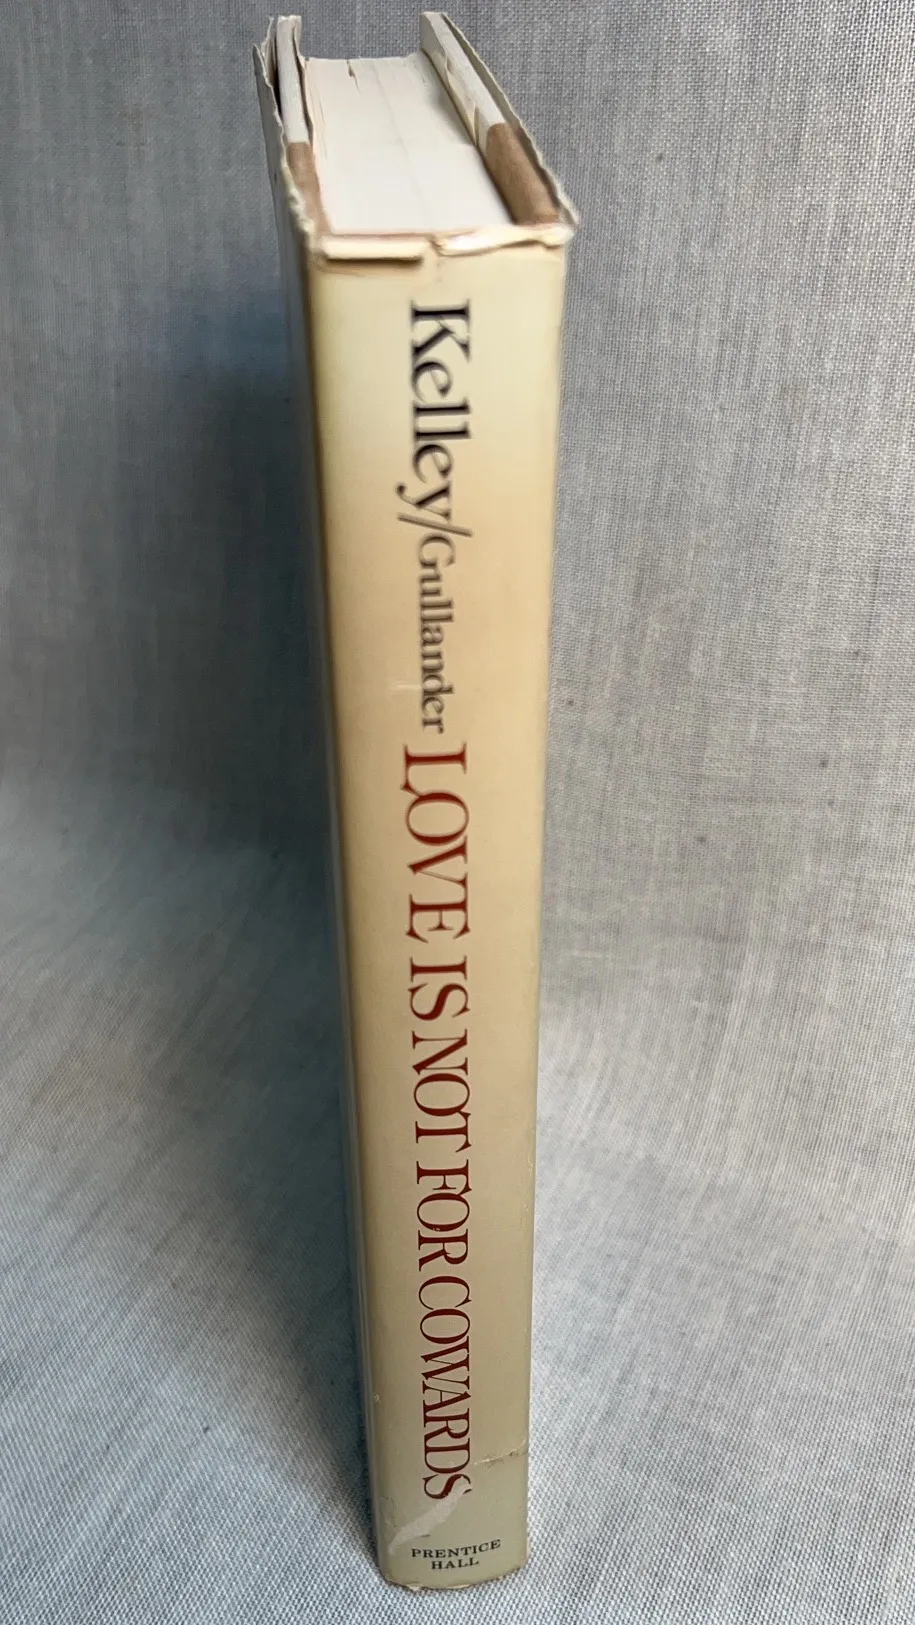 Kelley/Gullander LOVE IS NOT FOR COWARDS
PRENTICE
HALL